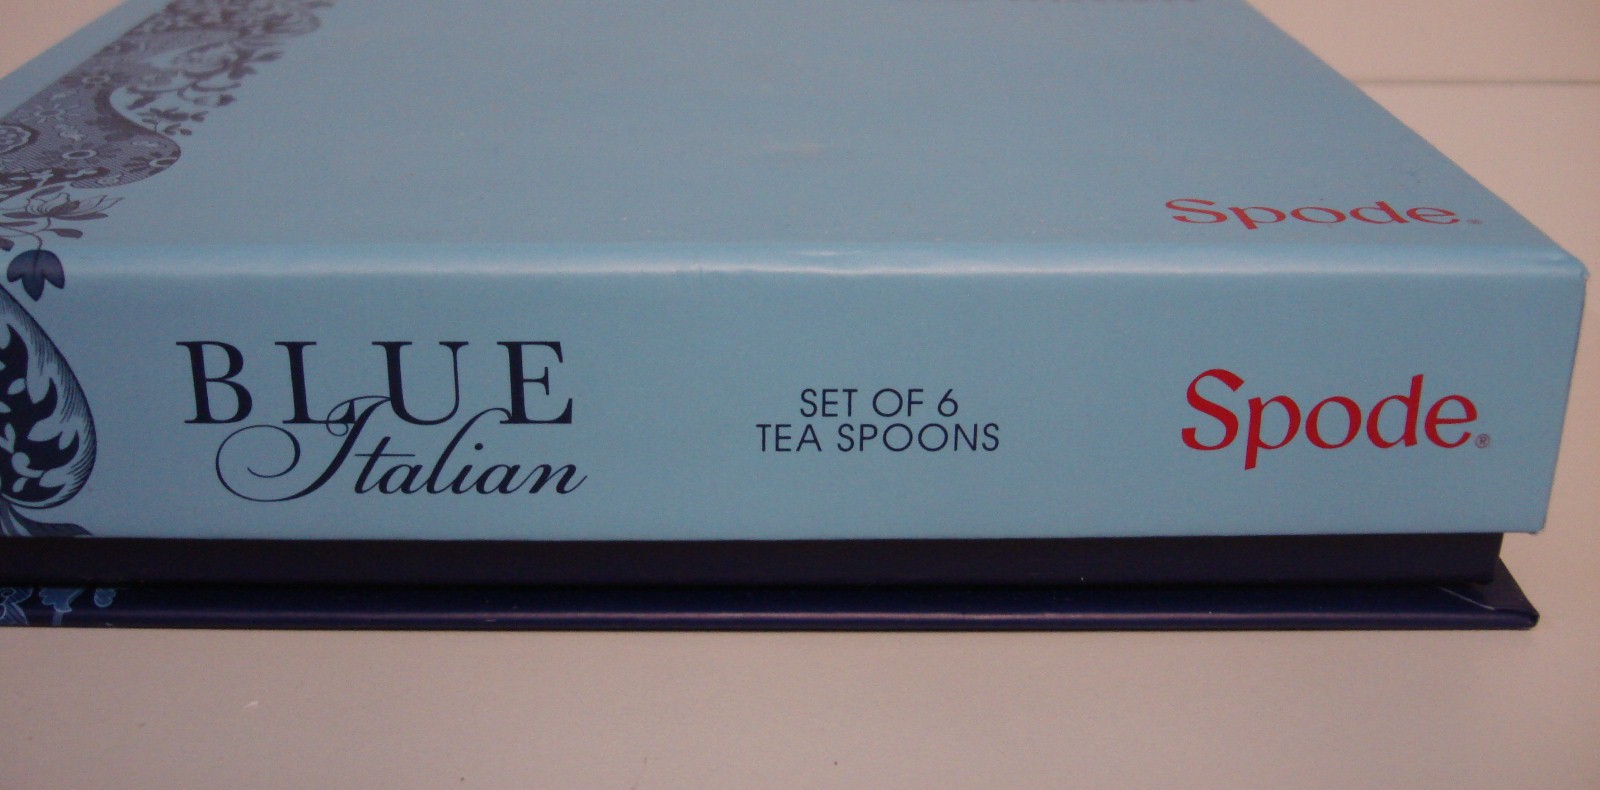 Spode®
BLUE
Italian
SET OF 6
TEA SPOONS
Spode®